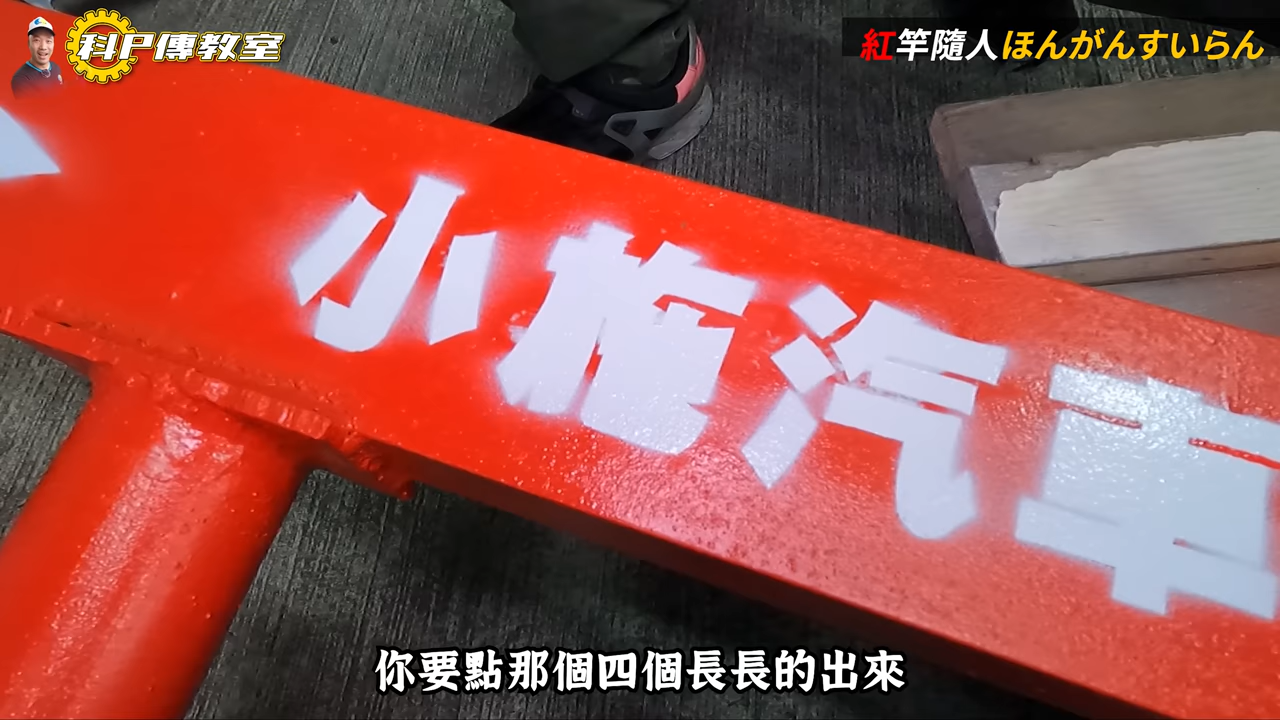 科尸傳教室
紅竿隨人ほんがんすいらん
小施汽車
你要點那個四個長長的出來